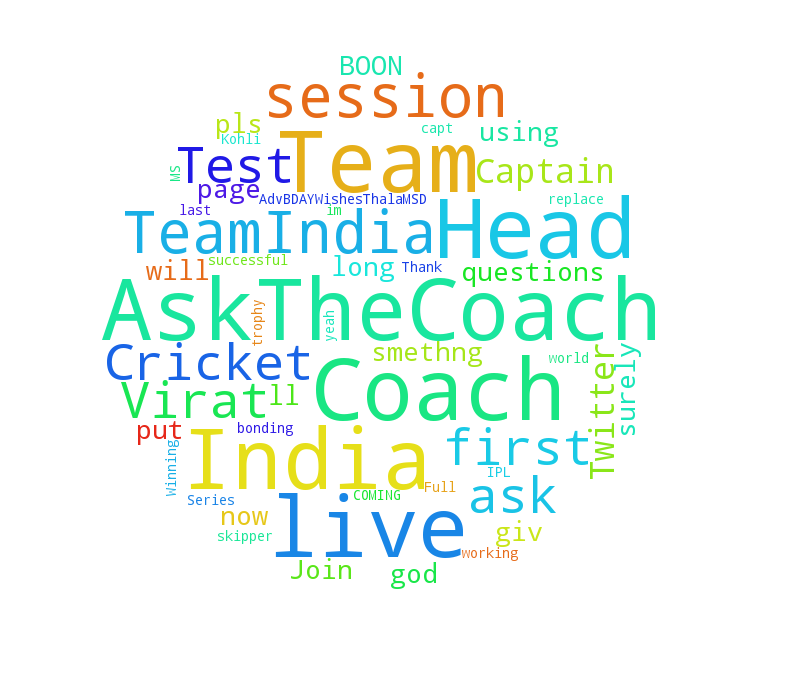 BOON
session
pls
capt
using
Kohli
Test
Team
Captain
MS
page
AdvBDAYWishesThalaMSD
replace
last
im
TeamIndia
Head
successful
will
long
Thank
questions
AskTheCoach
trophy
yeah
Cricket
smethng
world
Twitter
surely
Virat
ll
Coach
put
bonding
India
first
Winning
IPL
ask
Series
COMING
Full
live
now
giv
skipper
working
Join
god